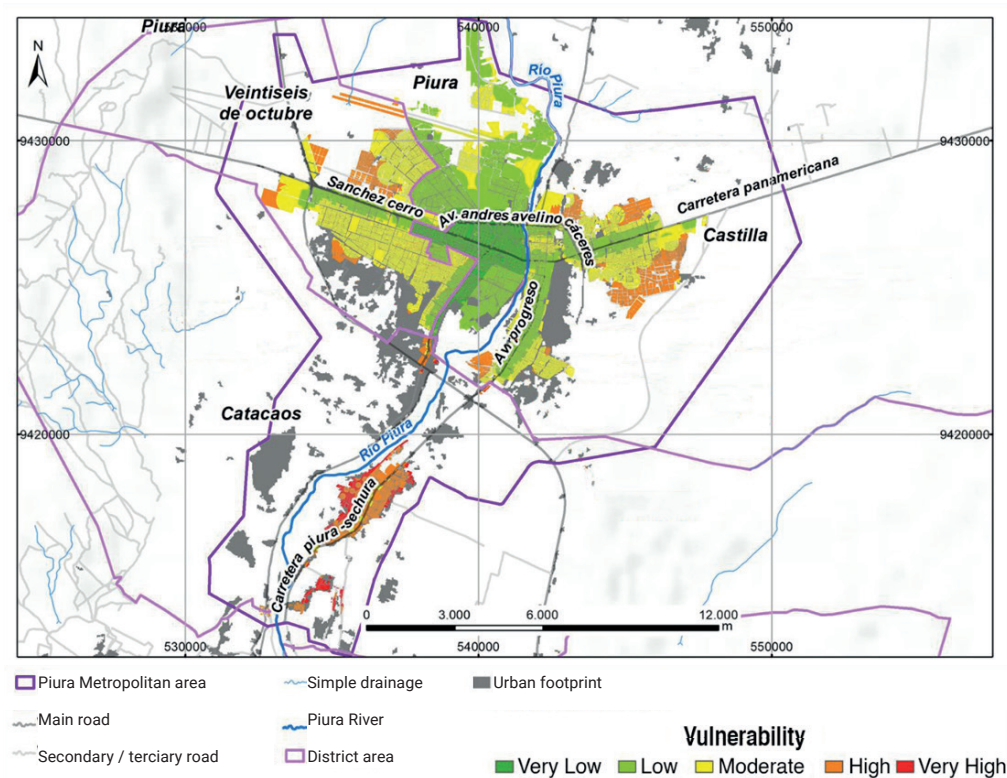 Piura
540000
550000
N
Piura
Río Piura
Veintiseis
de octubre
9430000
9430000
Sanchez cerro
Av. andres avelino cáceres
Carretera panamericana
Castilla
Av. progreso
Catacaos
9420000
9420000
Río Piura
Carretera piura-sechura
0
3.000
6.000
12.000
m
530000
540000
550000
Piura Metropolitan area
Simple drainage
Urban footprint
Main road
Piura River
Secondary / terciary road
District area
Vulnerability
Very Low
Low
Moderate
High
Very High